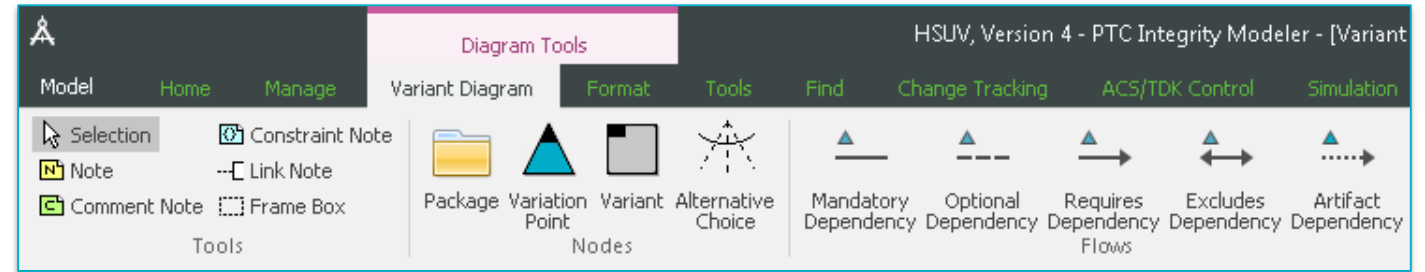 HSUV, Version 4 - PTC Integrity Modeler - [Variant
Diagram Tools
Model Home Manage Variant Diagram Format Tools Find Change Tracking ACS/TDK Control Simulation
Selection Constraint Note
N Note Link Note
C Comment Note Frame Box
Tools
Package Variation Point Variant Alternative Choice
Nodes
Mandatory Dependency Optional Dependency Requires Dependency Excludes Dependency Artifact Dependency
Flows